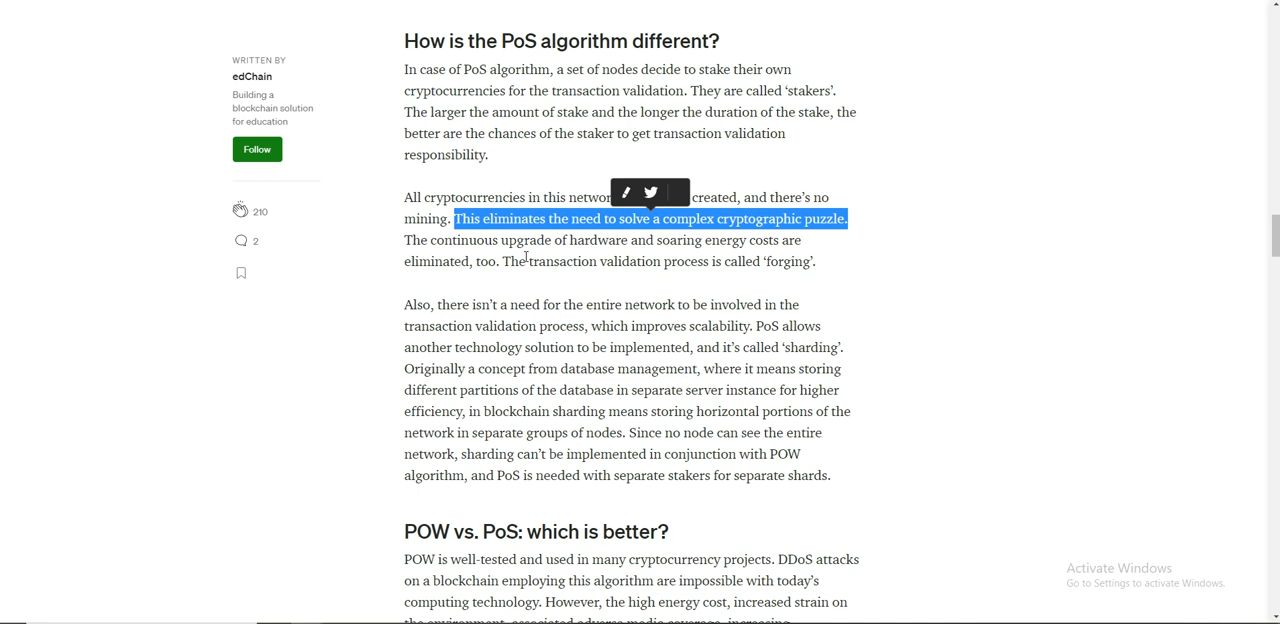 How is the PoS algorithm different?
WRITTEN BY
edChain
Building a
blockchain solution
for education
Follow
210
2
In case of PoS algorithm, a set of nodes decide to stake their own
cryptocurrencies for the transaction validation. They are called ‘stakers’.
The larger the amount of stake and the longer the duration of the stake, the
better are the chances of the staker to get transaction validation
responsibility.
All cryptocurrencies in this networ created, and there’s no
mining. This eliminates the need to solve a complex cryptographic puzzle.
The continuous upgrade of hardware and soaring energy costs are
eliminated, too. The transaction validation process is called ‘forging’.
Also, there isn’t a need for the entire network to be involved in the
transaction validation process, which improves scalability. PoS allows
another technology solution to be implemented, and it’s called ‘sharding’.
Originally a concept from database management, where it means storing
different partitions of the database in separate server instance for higher
efficiency, in blockchain sharding means storing horizontal portions of the
network in separate groups of nodes. Since no node can see the entire
network, sharding can’t be implemented in conjunction with POW
algorithm, and PoS is needed with separate stakers for separate shards.
POW vs. PoS: which is better?
POW is well-tested and used in many cryptocurrency projects. DDoS attacks
on a blockchain employing this algorithm are impossible with today’s
computing technology. However, the high energy cost, increased strain on
Activate Windows
Go to Settings to activate Windows.